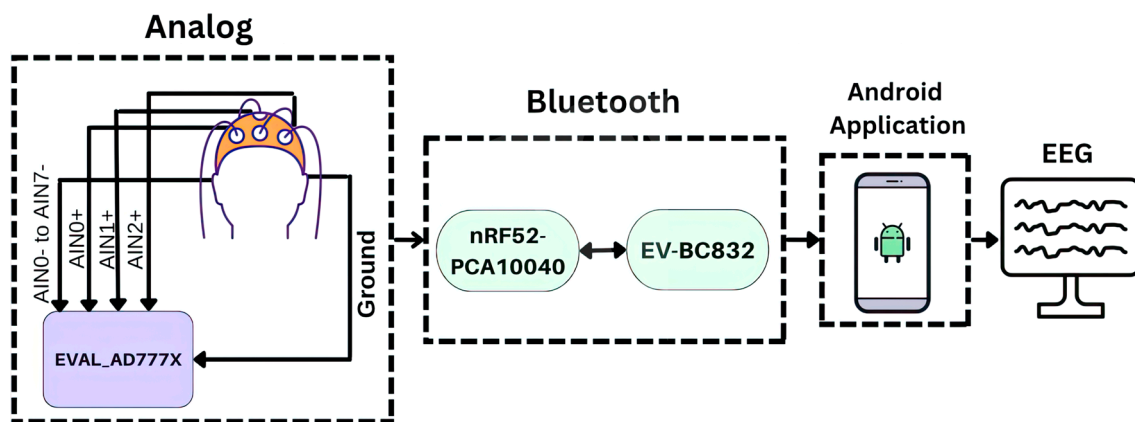 Analog
AIN0- to AIN7-
AIN0+
AIN1+
AIN2+
Ground
EVAL_AD777X
Bluetooth
nRF52-
PCA10040
EV-BC832
Android
Application
EEG